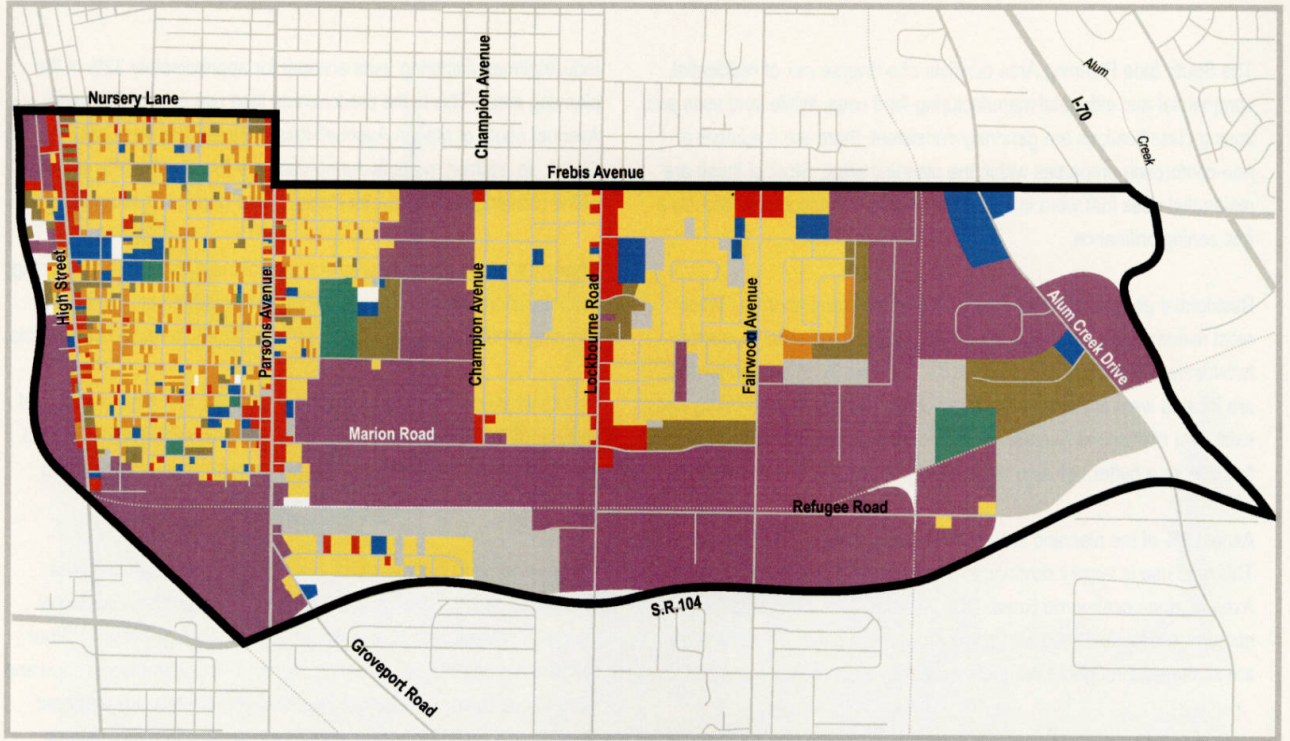 Champion Avenue
Alum
I-70
Creek
Nursery Lane
Frebis Avenue
High Street
Parsons Avenue
Champion Avenue
Lockbourne Road
Fairwood Avenue
Alum Creek Drive
Marion Road
Refugee Road
S.R.104
Groveport Road